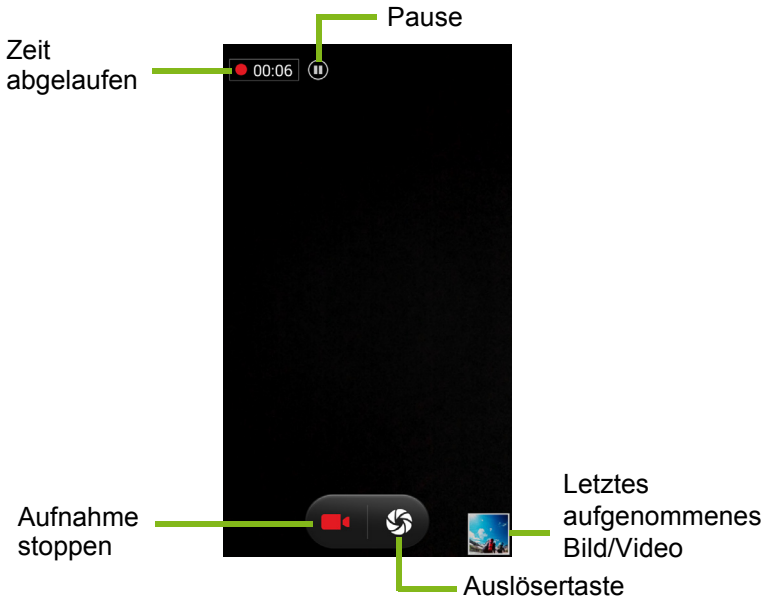 Pause
Zeit
abgelaufen
00:06
Aufnahme
stoppen
Letztes
aufgenommenes
Bild/Video
Auslösertaste